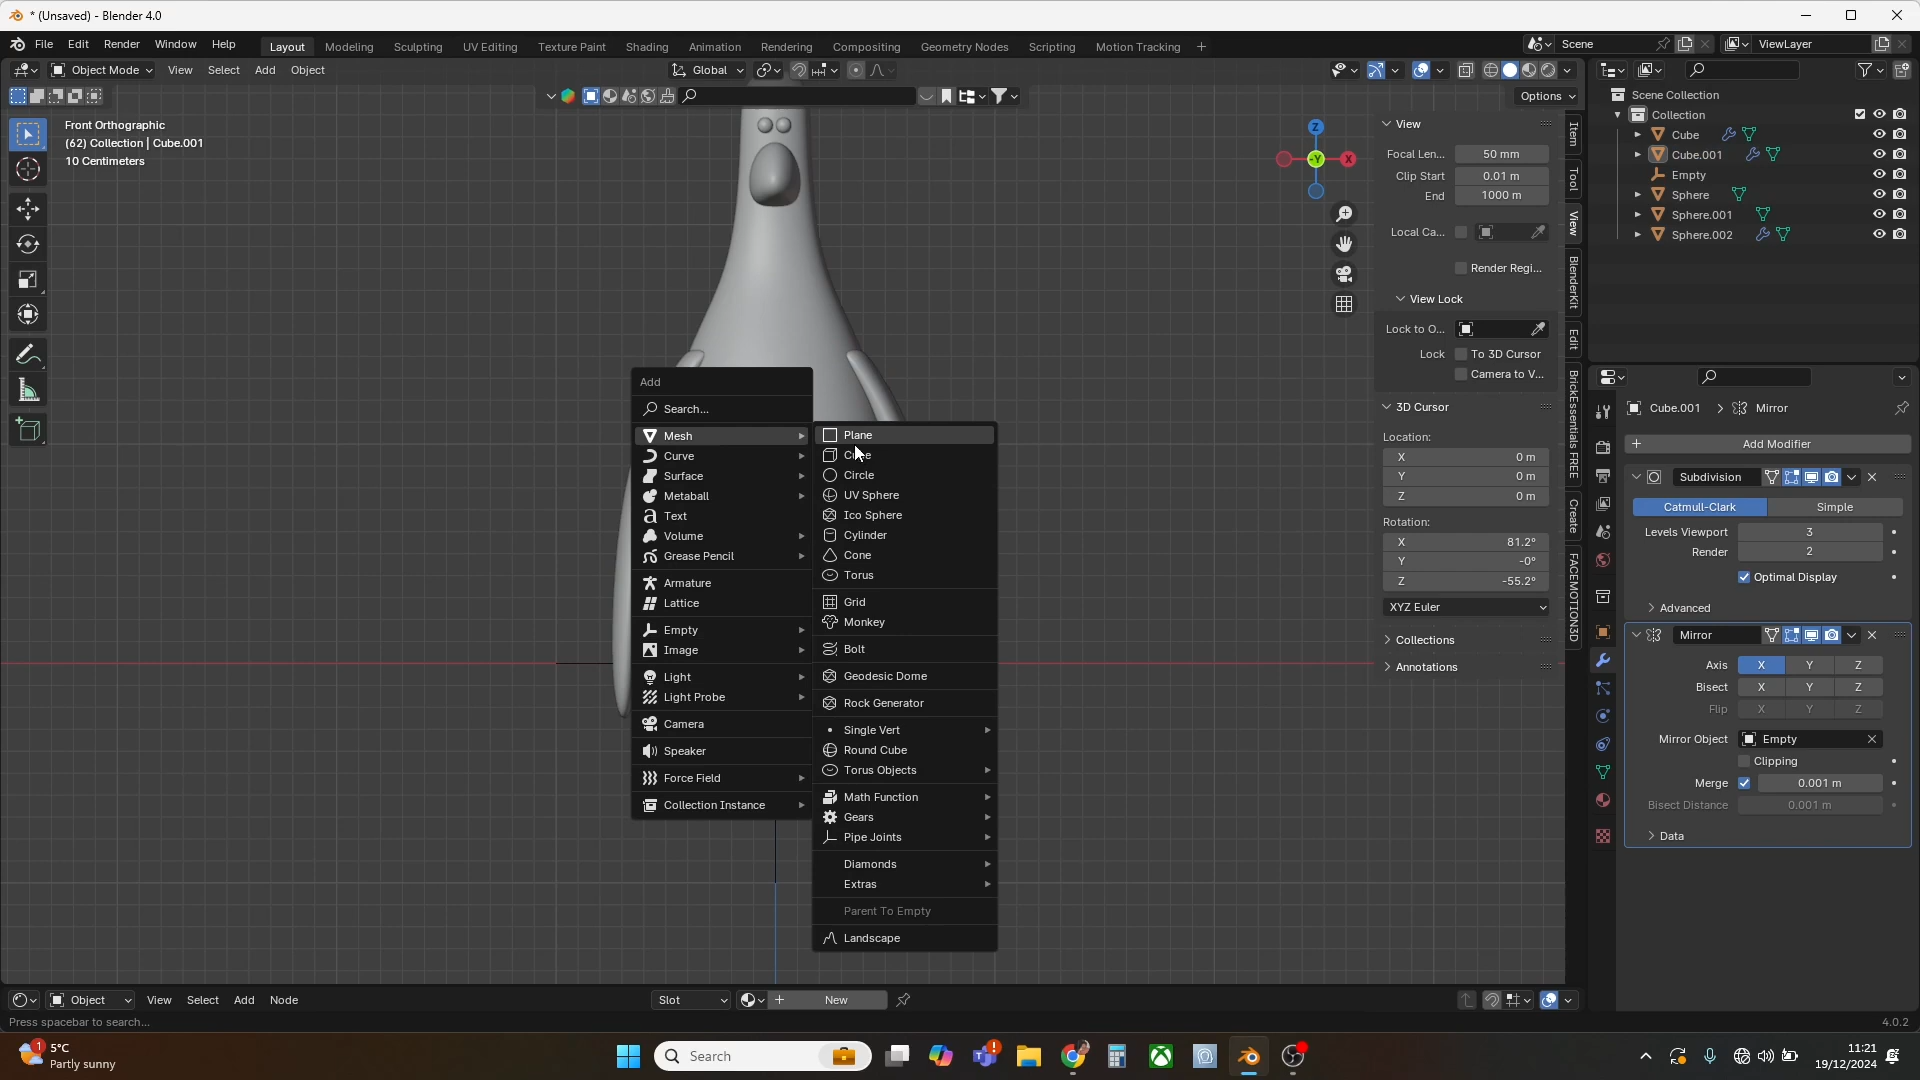 * (Unsaved) - Blender 4.0
File Edit Render Window Help Layout Modeling Sculpting UV Editing Texture Paint Shading Animation Rendering Compositing Geometry Nodes Scripting Motion Tracking + Scene ViewLayer
Object Mode View Select Add Object Global
Options
Front Orthographic
(62) Collection | Cube.001
10 Centimeters
Z
-Y
X
View
Focal Len... 50 mm
Clip Start 0.01 m
End 1000 m
Local Ca...
Render Regi...
View Lock
Lock to O...
Lock To 3D Cursor
Camera to V...
3D Cursor
Location:
X 0 m
Y 0 m
Z 0 m
Rotation:
X 81.2°
Y -0°
Z -55.2°
XYZ Euler
Collections
Annotations
Item
Tool
View
BlenderKit
Edit
BrickEssentials FREE
Create
FACEMOTION3D
Scene Collection
Collection
Cube
Cube.001
Empty
Sphere
Sphere.001
Sphere.002
Cube.001 > Mirror
+ Add Modifier
Subdivision
Catmull-Clark Simple
Levels Viewport 3
Render 2
Optimal Display
Advanced
Mirror
Axis X Y Z
Bisect X Y Z
Flip X Y Z
Mirror Object Empty
Clipping
Merge 0.001 m
Bisect Distance 0.001 m
Data
Add
Search...
Mesh
Curve
Surface
Metaball
Text
Volume
Grease Pencil
Armature
Lattice
Empty
Image
Light
Light Probe
Camera
Speaker
Force Field
Collection Instance
Plane
Cube
Circle
UV Sphere
Ico Sphere
Cylinder
Cone
Torus
Grid
Monkey
Bolt
Geodesic Dome
Rock Generator
Single Vert
Round Cube
Torus Objects
Math Function
Gears
Pipe Joints
Diamonds
Extras
Parent To Empty
Landscape
Object View Select Add Node Slot + New
Press spacebar to search... 4.0.2
1
5°C
Partly sunny
Search
11:21
19/12/2024